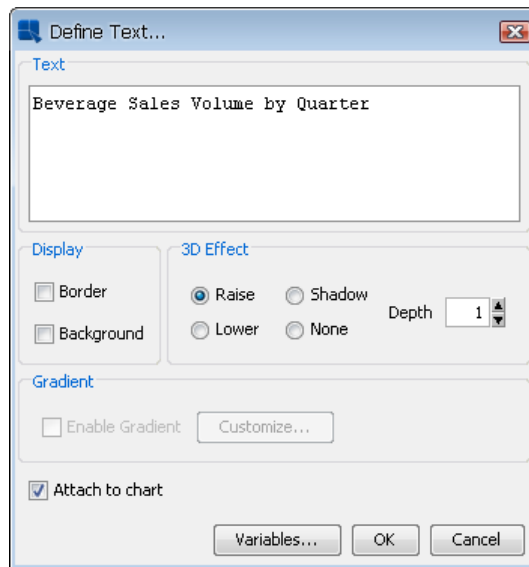 Define Text...
Text
Beverage Sales Volume by Quarter
Display
3D Effect
Border
Raise
Shadow
Depth
1
Background
Lower
None
Gradient
Enable Gradient
Customize...
Attach to chart
Variables...
OK
Cancel